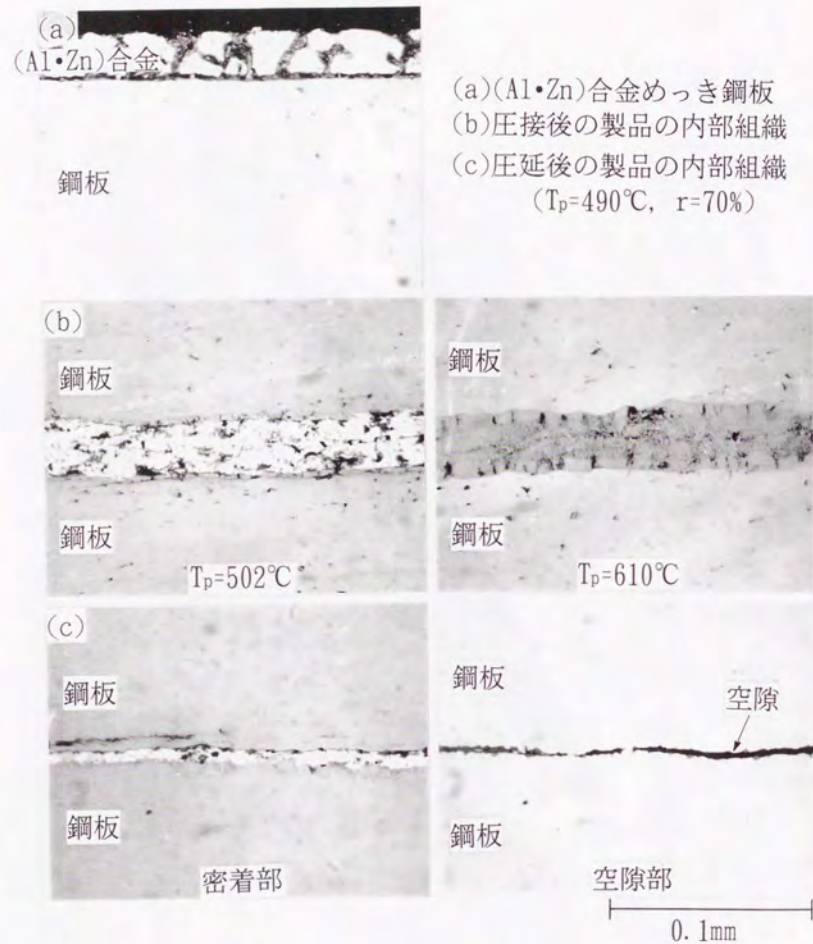 (a)
(Al•Zn)合金
鋼板
(a)(Al•Zn)合金めっき鋼板
(b)圧接後の製品の内部組織
(c)圧延後の製品の内部組織
(Tp=490℃, r=70%)
(b)
鋼板
鋼板
Tp=502℃
鋼板
鋼板
Tp=610℃
(c)
鋼板
鋼板
密着部
鋼板
空隙
鋼板
空隙部
0.1mm